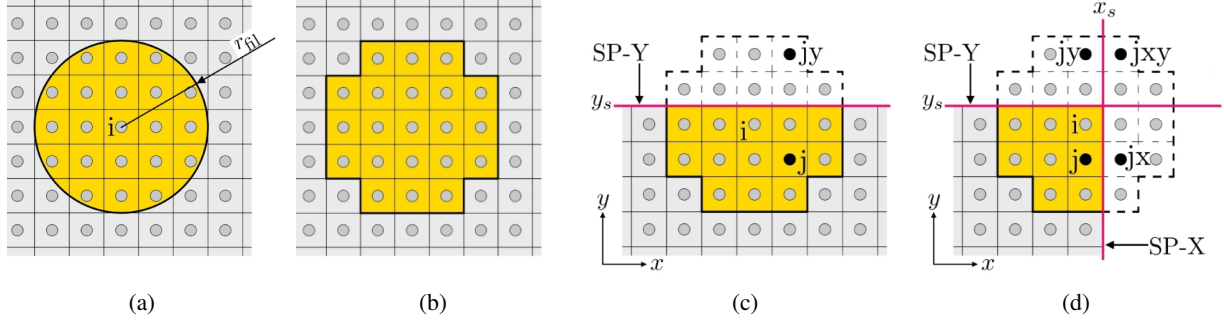 r_fil
i
SP-Y
y_s
jy
i
j
y
x
x_s
SP-Y
y_s
jy
jxy
i
j
jx
SP-X
y
x
(a)
(b)
(c)
(d)